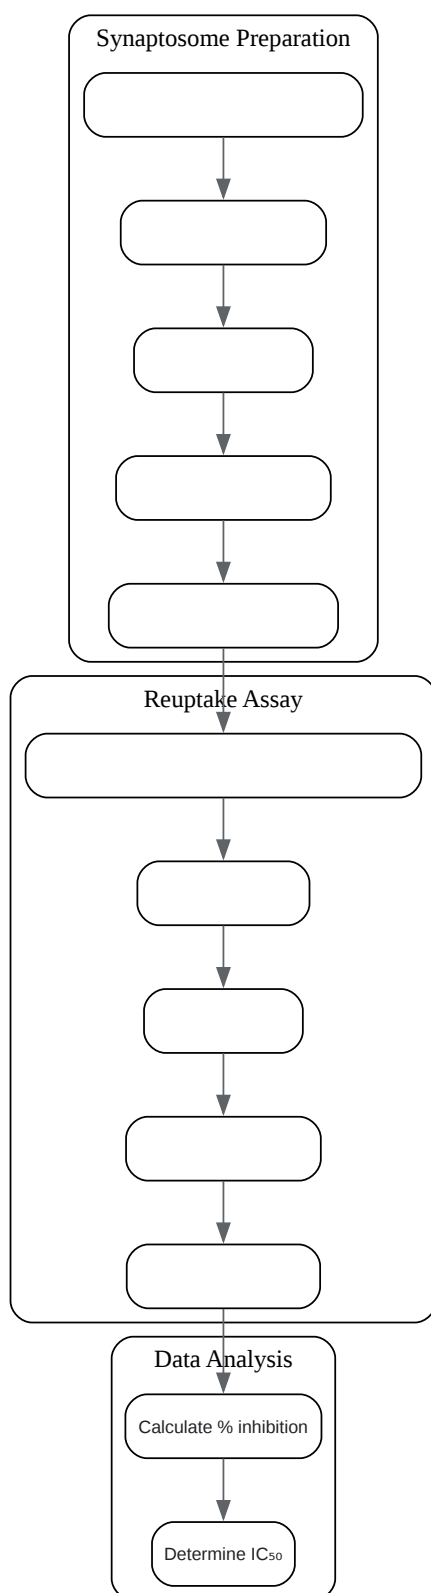 Synaptosome Preparation
Reuptake Assay
Data Analysis
Calculate % inhibition
Determine IC₅₀